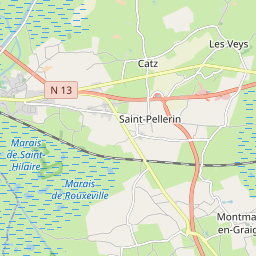 Les Veys
Catz
N 13
Saint-Pellerin
Marais
de Saint-
Hilaire
Marais
de Rouxeville
Montma
en-Graig